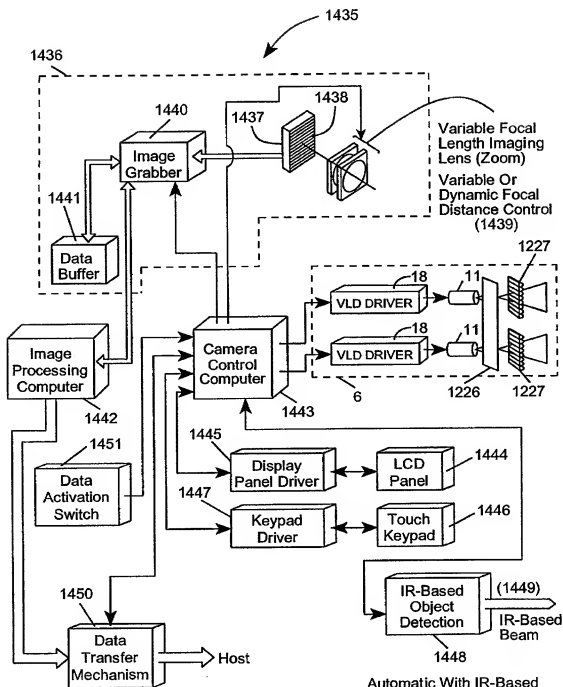 1435
1436
1440
1437
1438
Image
Grabber
1441
Data
Buffer
Variable Focal
Length Imaging
Lens (Zoom)
Variable Or
Dynamic Focal
Distance Control
(1439)
1227
18
11
VLD DRIVER
18
11
VLD DRIVER
6
1226
1227
Image
Processing
Computer
1442
Camera
Control
Computer
1443
1451
Data
Activation
Switch
1445
Display
Panel Driver
LCD
Panel
1444
1447
Keypad
Driver
Touch
Keypad
1446
1450
Data
Transfer
Mechanism
Host
IR-Based
Object
Detection
1448
(1449)
IR-Based
Beam
Automatic With IR-Based